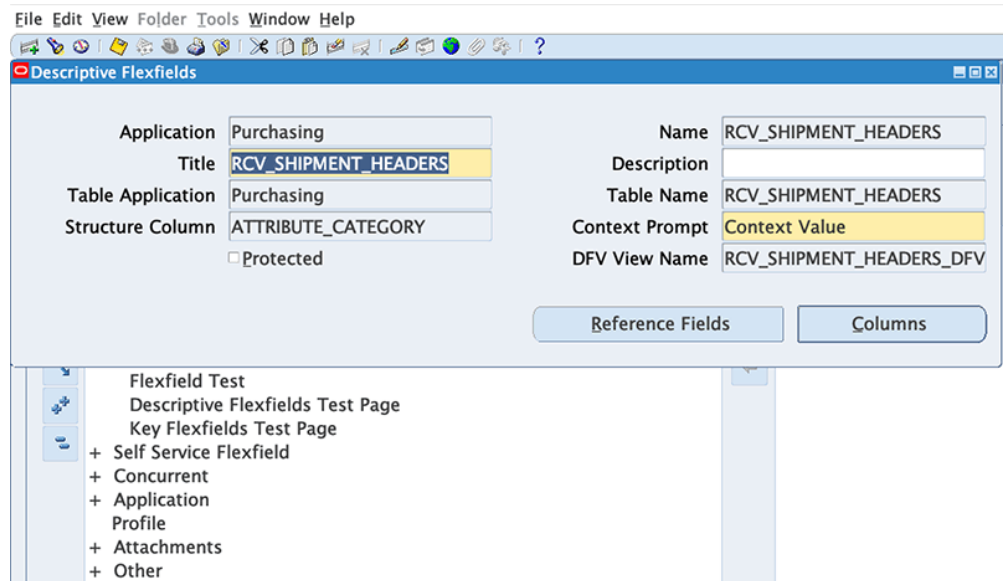 File Edit View Folder Tools Window Help
?
Descriptive Flexfields
Application Purchasing Name RCV_SHIPMENT_HEADERS
Title RCV_SHIPMENT_HEADERS Description
Table Application Purchasing Table Name RCV_SHIPMENT_HEADERS
Structure Column ATTRIBUTE_CATEGORY Context Prompt Context Value
Protected DFV View Name RCV_SHIPMENT_HEADERS_DFV
Reference Fields Columns
Flexfield Test
Descriptive Flexfields Test Page
Key Flexfields Test Page
+ Self Service Flexfield
+ Concurrent
+ Application
Profile
+ Attachments
+ Other